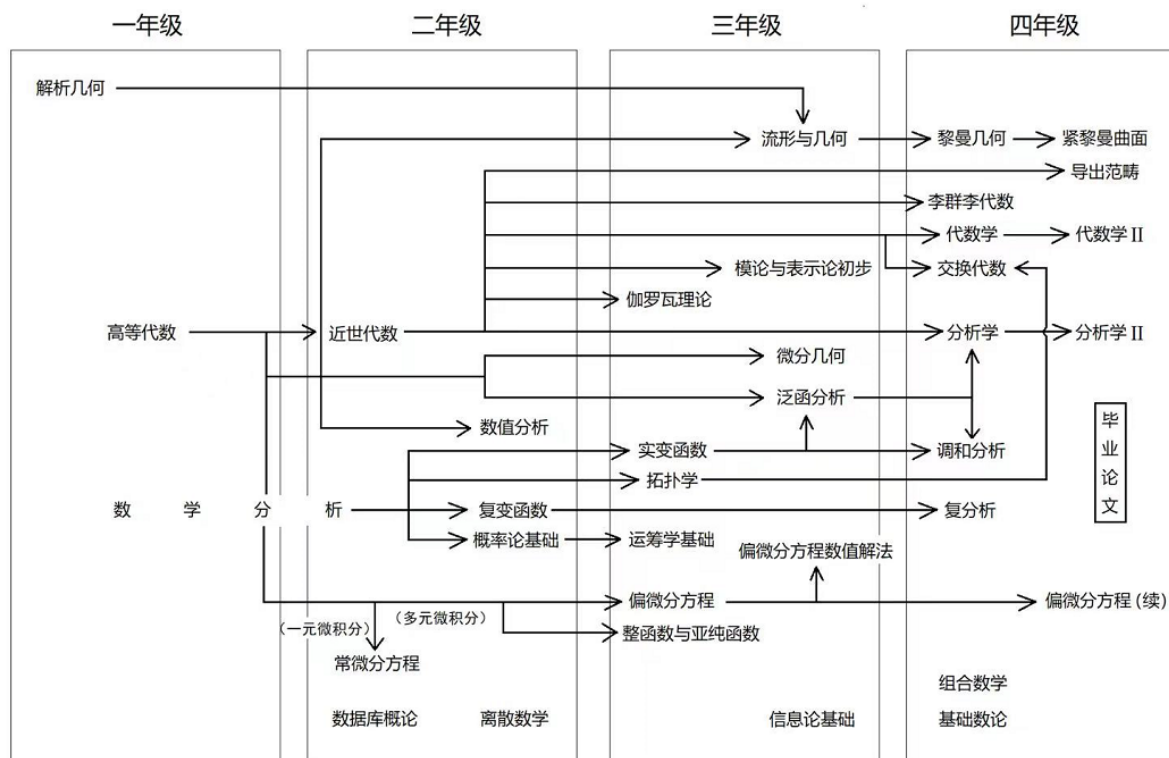 一年级 二年级 三年级 四年级
解析几何
流形与几何 黎曼几何 紧黎曼曲面
导出范畴
李群李代数
代数学 代数学 II
模论与表示论初步 交换代数
伽罗瓦理论
高等代数 近世代数 分析学 分析学 II
微分几何
泛函分析
数值分析
毕业论文
实变函数 调和分析
拓扑学
数学分析 复变函数 复分析
概率论基础 运筹学基础
偏微分方程数值解法
偏微分方程 偏微分方程(续)
(一元微积分) (多元微积分)
整函数与亚纯函数
常微分方程
组合数学
数据库概论 离散数学 信息论基础 基础数论